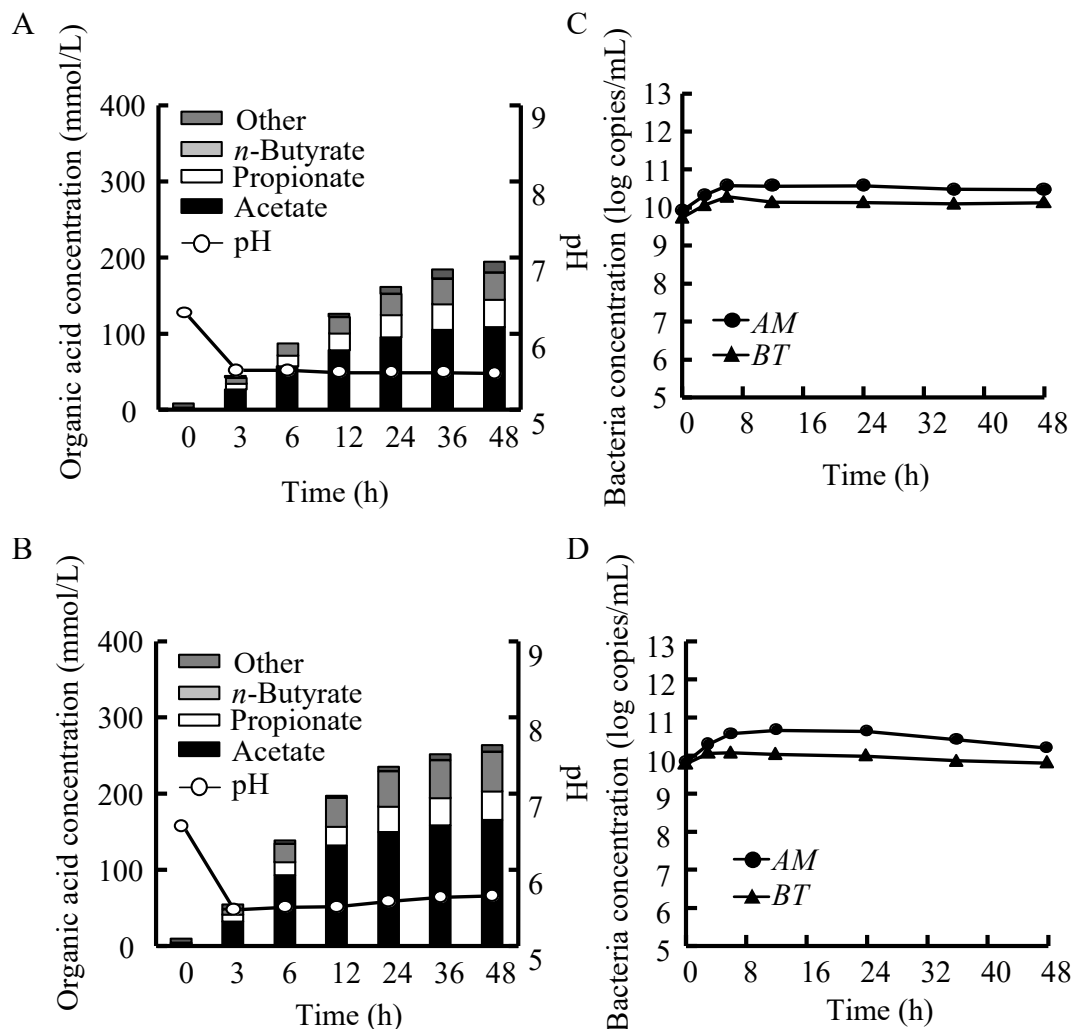 A
Organic acid concentration (mmol/L)
400
300
200
100
0
Other
n-Butyrate
Propionate
Acetate
pH
9
8
7
6
5
pH
0 3 6 12 24 36 48
Time (h)
C
Bacteria concentration (log copies/mL)
13
12
11
10
9
8
7
6
5
AM
BT
0 8 16 24 32 40 48
Time (h)
B
Organic acid concentration (mmol/L)
400
300
200
100
0
Other
n-Butyrate
Propionate
Acetate
pH
9
8
7
6
5
pH
0 3 6 12 24 36 48
Time (h)
D
Bacteria concentration (log copies/mL)
13
12
11
10
9
8
7
6
5
AM
BT
0 8 16 24 32 40 48
Time (h)